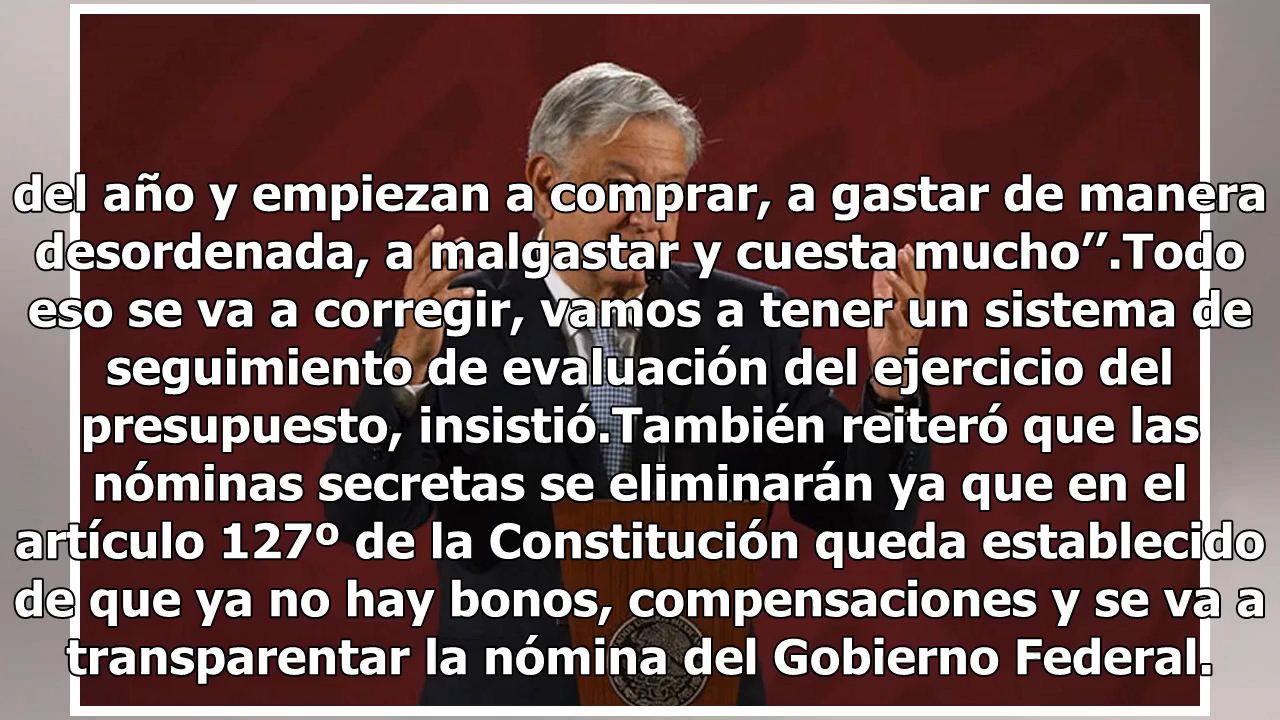 del año y empiezan a comprar, a gastar de manera
desordenada, a malgastar y cuesta mucho”.Todo
eso se va a corregir, vamos a tener un sistema de
seguimiento de evaluación del ejercicio del
presupuesto, insistió.También reiteró que las
nóminas secretas se eliminarán ya que en el
artículo 127º de la Constitución queda establecido
de que ya no hay bonos, compensaciones y se va a
transparentar la nómina del Gobierno Federal.